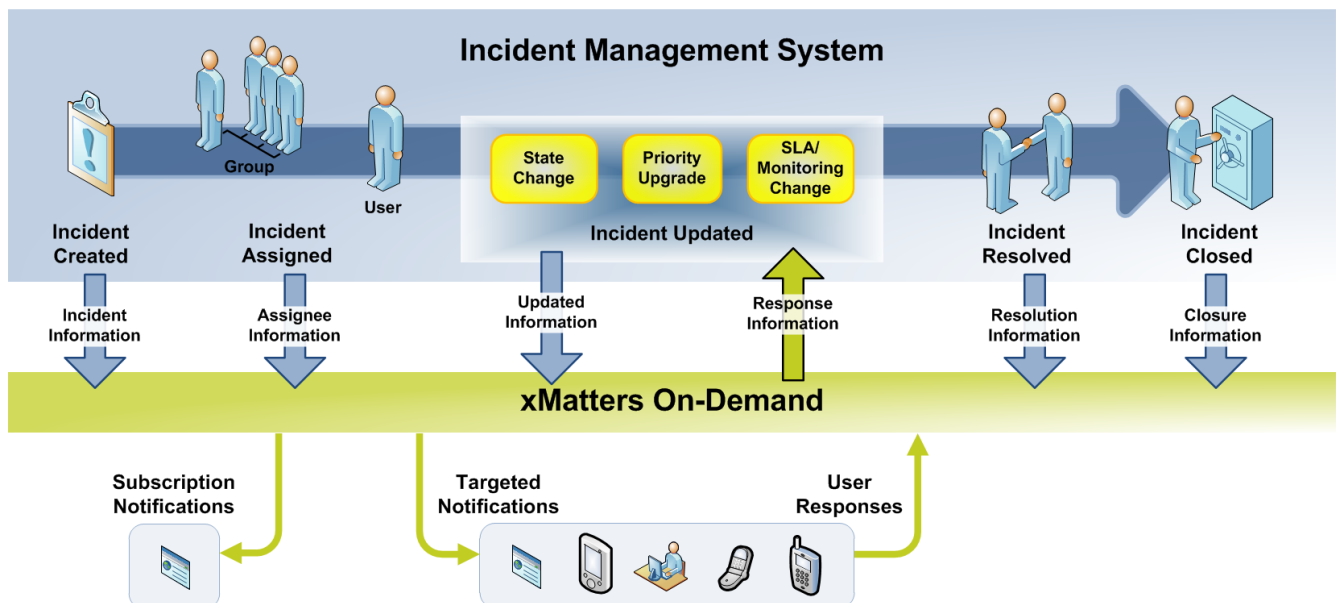 Incident Management System
Group
User
State
Change
Priority
Upgrade
SLA/
Monitoring
Change
Incident Updated
Incident
Created
Incident
Assigned
Incident
Resolved
Incident
Closed
Incident
Information
Assignee
Information
Updated
Information
Response
Information
Resolution
Information
Closure
Information
xMatters On-Demand
Subscription
Notifications
Targeted
Notifications
User
Responses